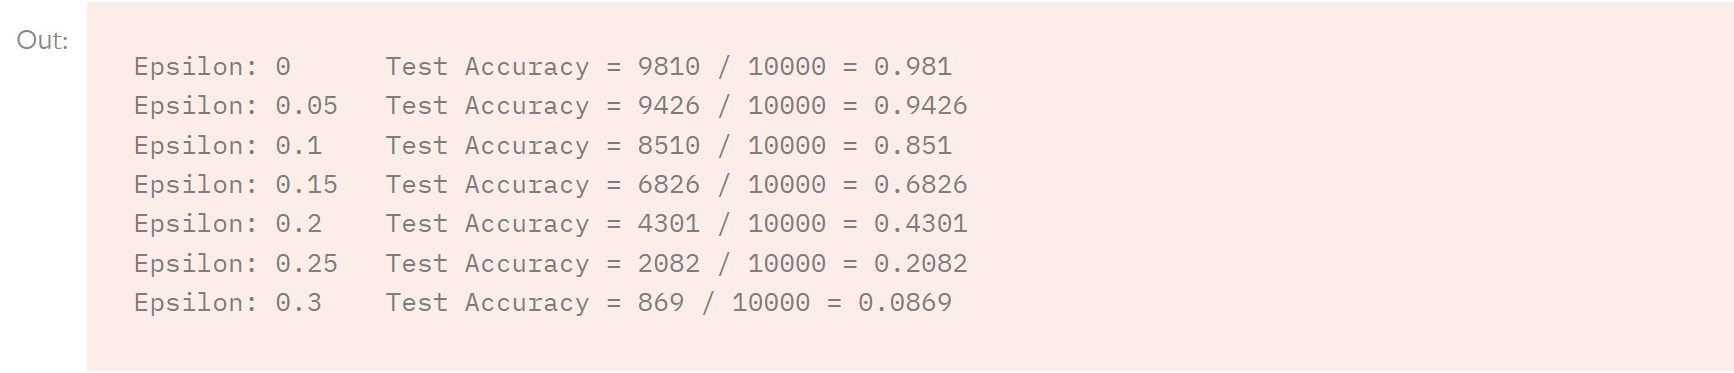 Out:
Epsilon: 0      Test Accuracy = 9810 / 10000 = 0.981
Epsilon: 0.05   Test Accuracy = 9426 / 10000 = 0.9426
Epsilon: 0.1    Test Accuracy = 8510 / 10000 = 0.851
Epsilon: 0.15   Test Accuracy = 6826 / 10000 = 0.6826
Epsilon: 0.2    Test Accuracy = 4301 / 10000 = 0.4301
Epsilon: 0.25   Test Accuracy = 2082 / 10000 = 0.2082
Epsilon: 0.3    Test Accuracy = 869 / 10000 = 0.0869